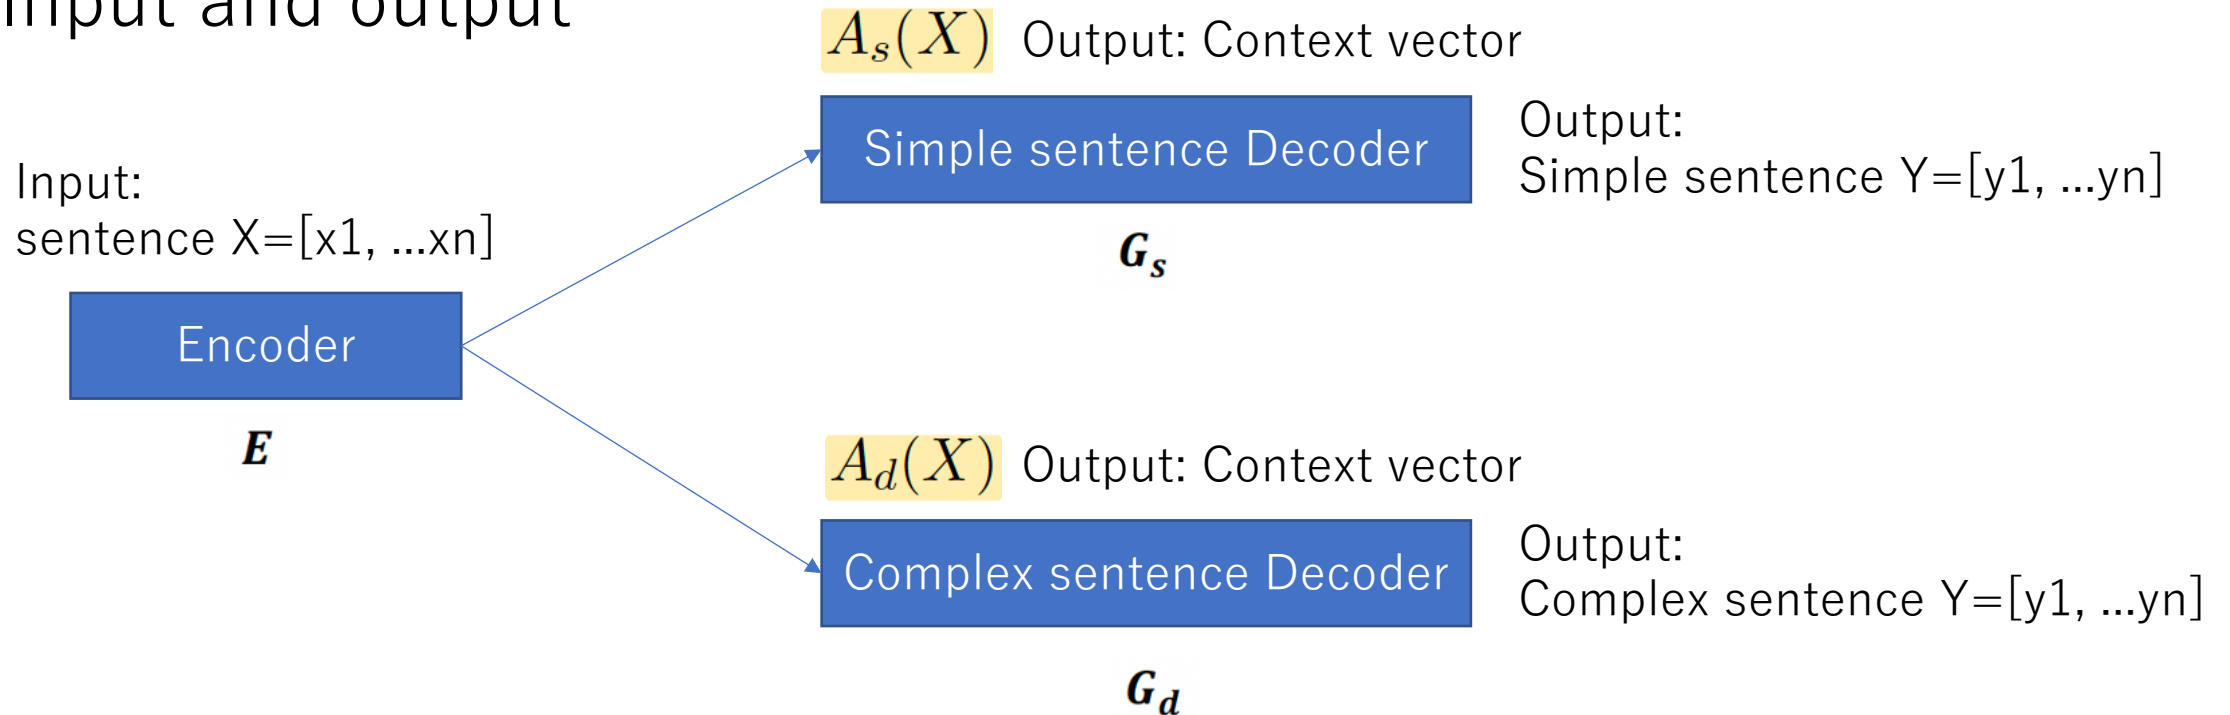 Input and output
A_s(X) Output: Context vector
Simple sentence Decoder
Output:
Simple sentence Y=[y1, ...yn]
G_s
Input:
sentence X=[x1, ...xn]
Encoder
E
A_d(X) Output: Context vector
Complex sentence Decoder
Output:
Complex sentence Y=[y1, ...yn]
G_d